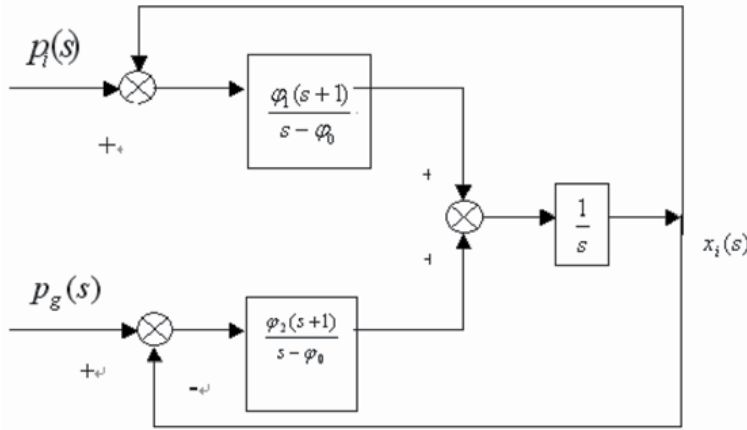 p_i(s)
φ_1(s+1)
s-φ_0
+
+
1
s
+
x_i(s)
p_g(s)
φ_2(s+1)
s-φ_0
+
-